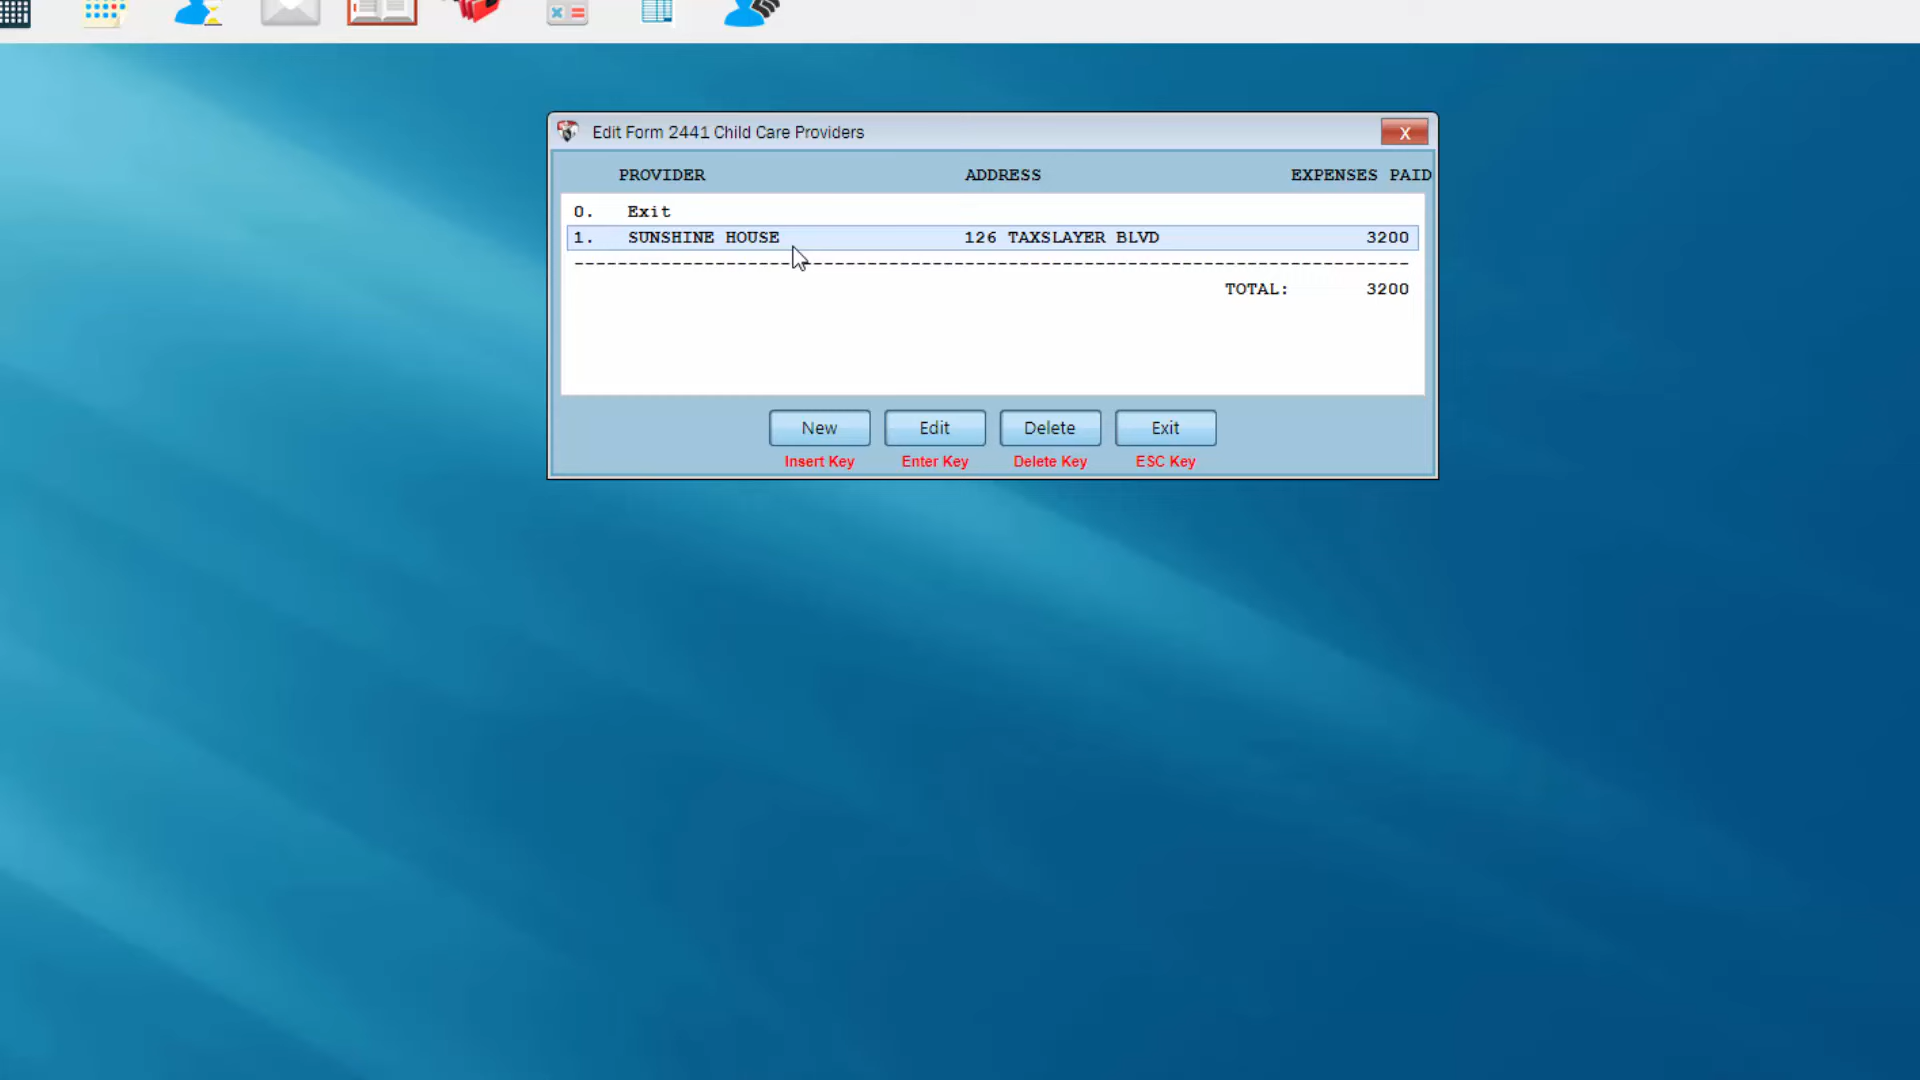 Edit Form 2441 Child Care Providers
X
PROVIDER ADDRESS EXPENSES PAID
0. Exit
1. SUNSHINE HOUSE 126 TAXSLAYER BLVD 3200
TOTAL: 3200
New Edit Delete Exit
Insert Key Enter Key Delete Key ESC Key